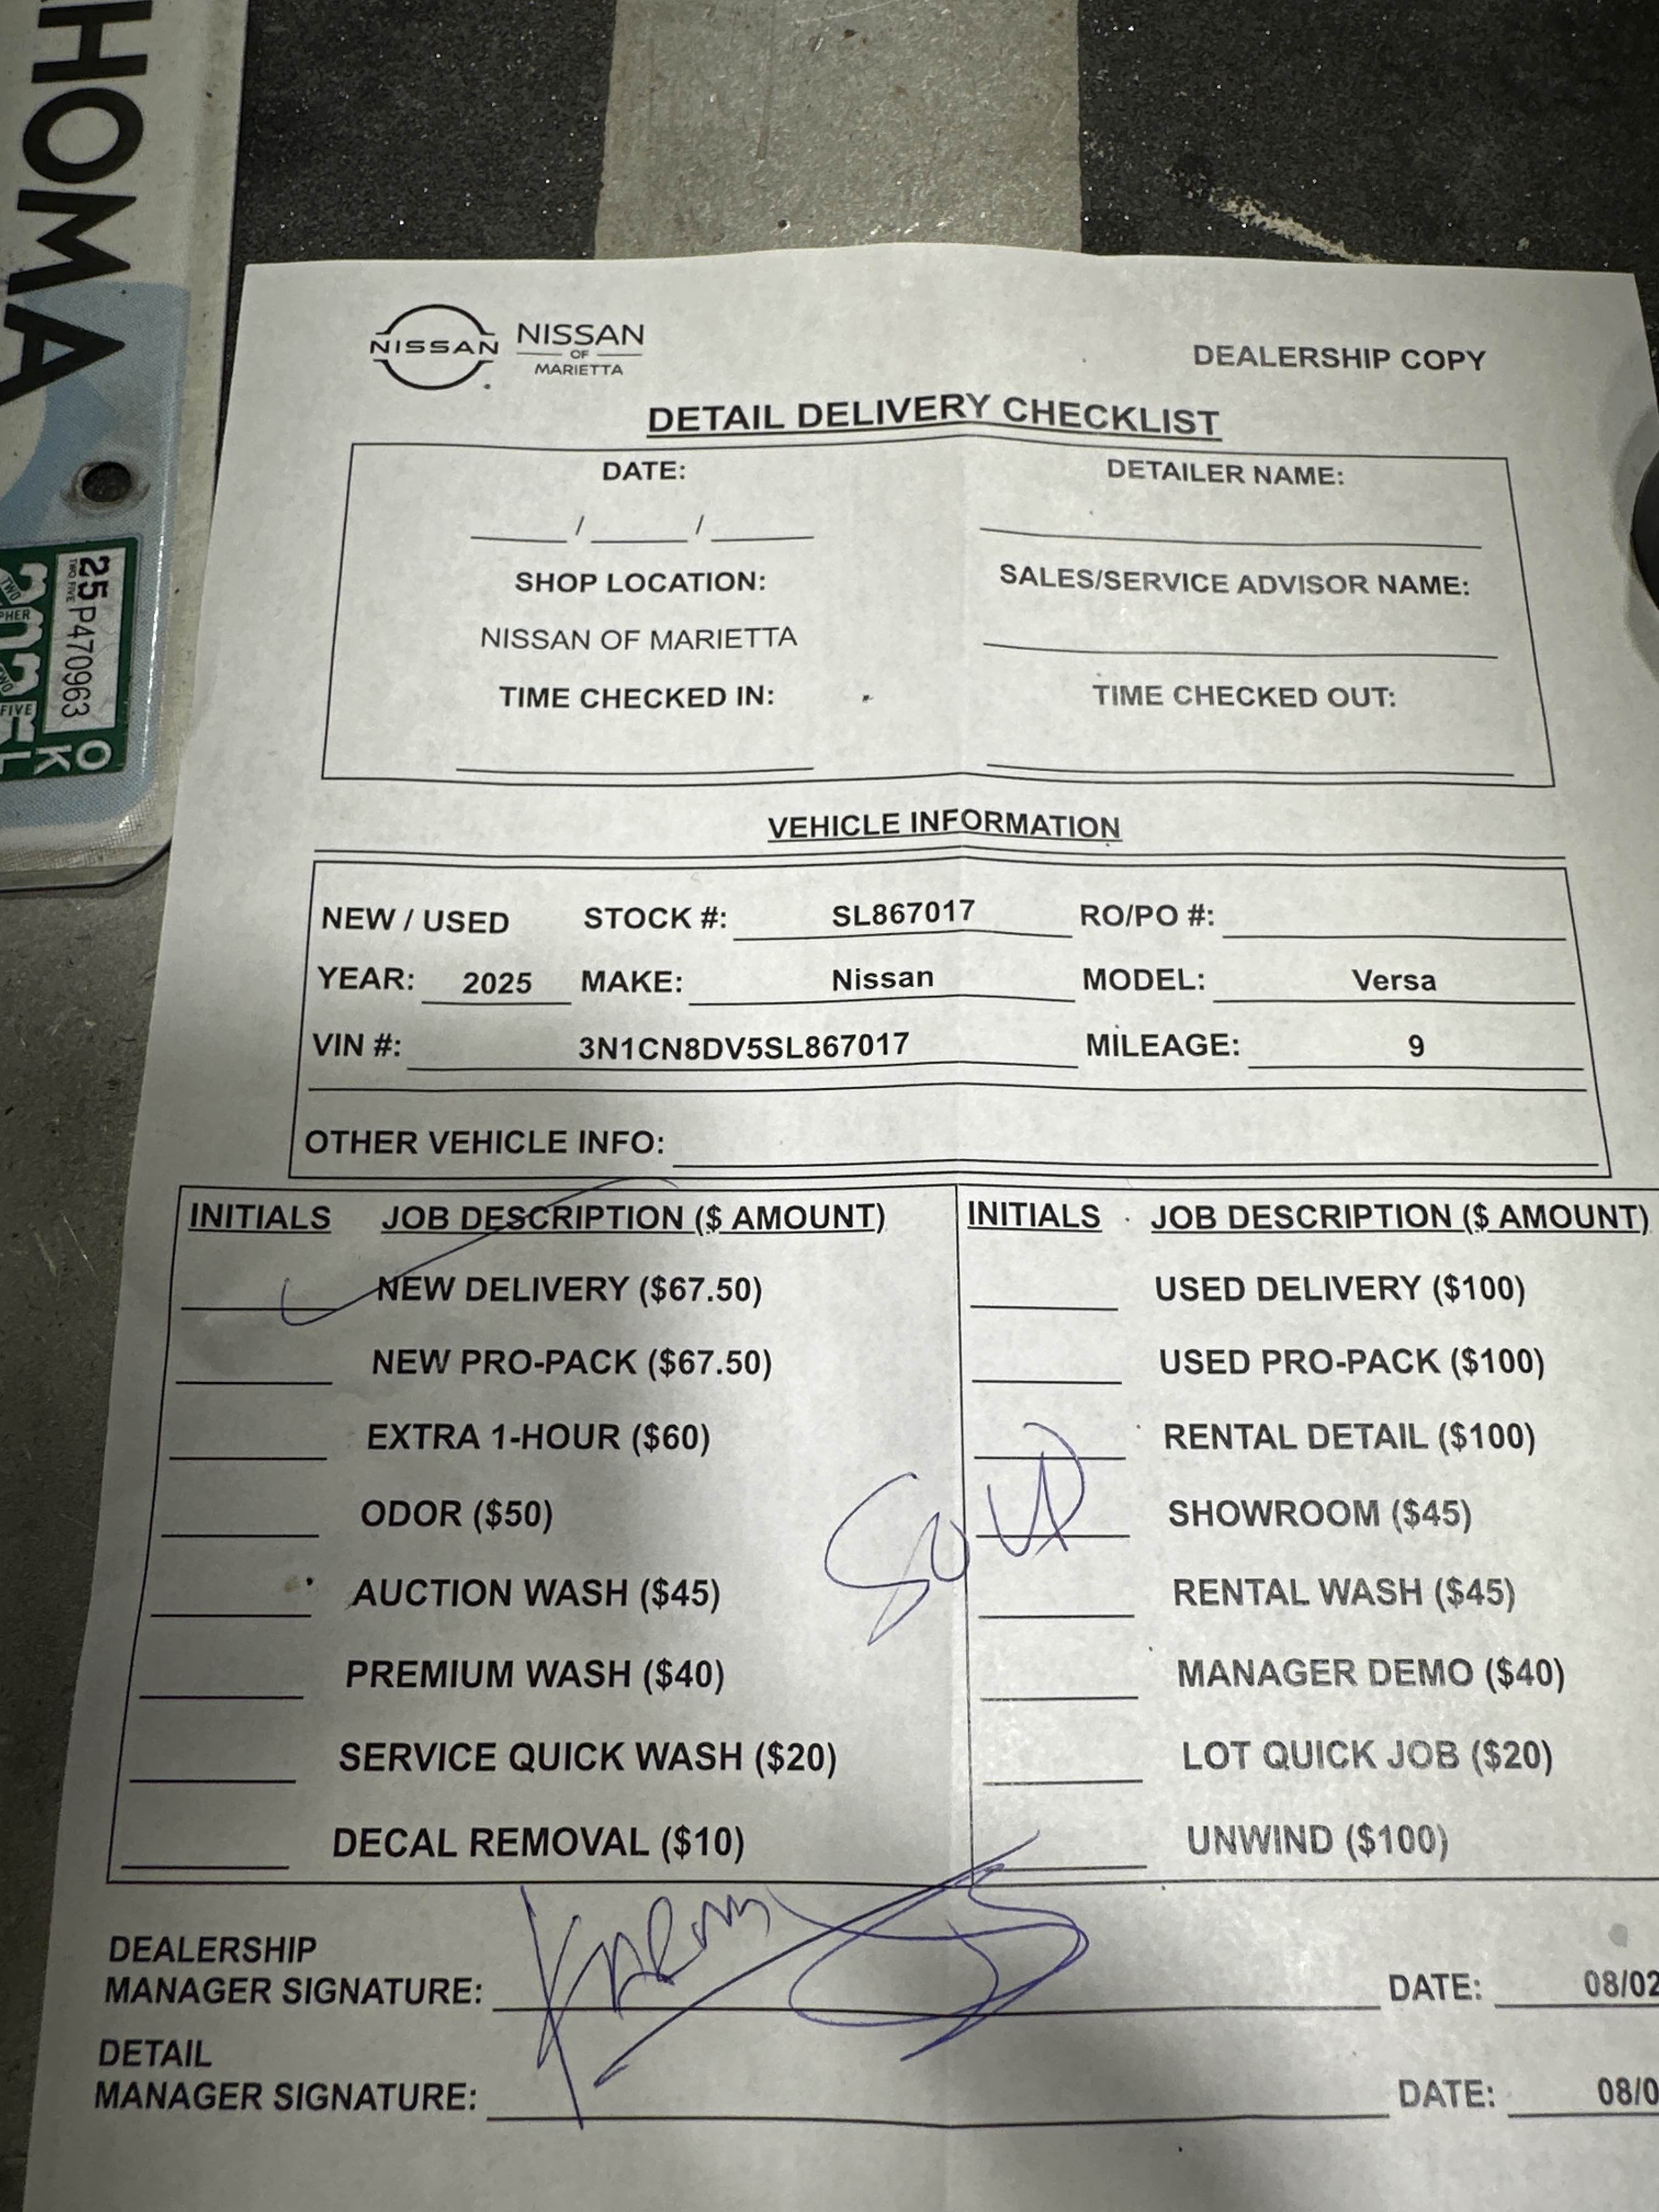 HOMA
25 P470963
TWO FIVE
OK
NISSAN
NISSAN
OF
MARIETTA
DEALERSHIP COPY
DETAIL DELIVERY CHECKLIST
DATE: DETAILER NAME:
____ / ____ / ____
SHOP LOCATION: SALES/SERVICE ADVISOR NAME:
NISSAN OF MARIETTA
TIME CHECKED IN: TIME CHECKED OUT:
VEHICLE INFORMATION
NEW / USED STOCK #: SL867017 RO/PO #:
YEAR: 2025 MAKE: Nissan MODEL: Versa
VIN #: 3N1CN8DV5SL867017 MILEAGE: 9
OTHER VEHICLE INFO:
INITIALS JOB DESCRIPTION ($ AMOUNT) INITIALS JOB DESCRIPTION ($ AMOUNT)
NEW DELIVERY ($67.50) USED DELIVERY ($100)
NEW PRO-PACK ($67.50) USED PRO-PACK ($100)
EXTRA 1-HOUR ($60) RENTAL DETAIL ($100)
ODOR ($50) SHOWROOM ($45)
Sold
AUCTION WASH ($45) RENTAL WASH ($45)
PREMIUM WASH ($40) MANAGER DEMO ($40)
SERVICE QUICK WASH ($20) LOT QUICK JOB ($20)
DECAL REMOVAL ($10) UNWIND ($100)
DEALERSHIP
MANAGER SIGNATURE: DATE: 08/02
DETAIL
MANAGER SIGNATURE: DATE: 08/0